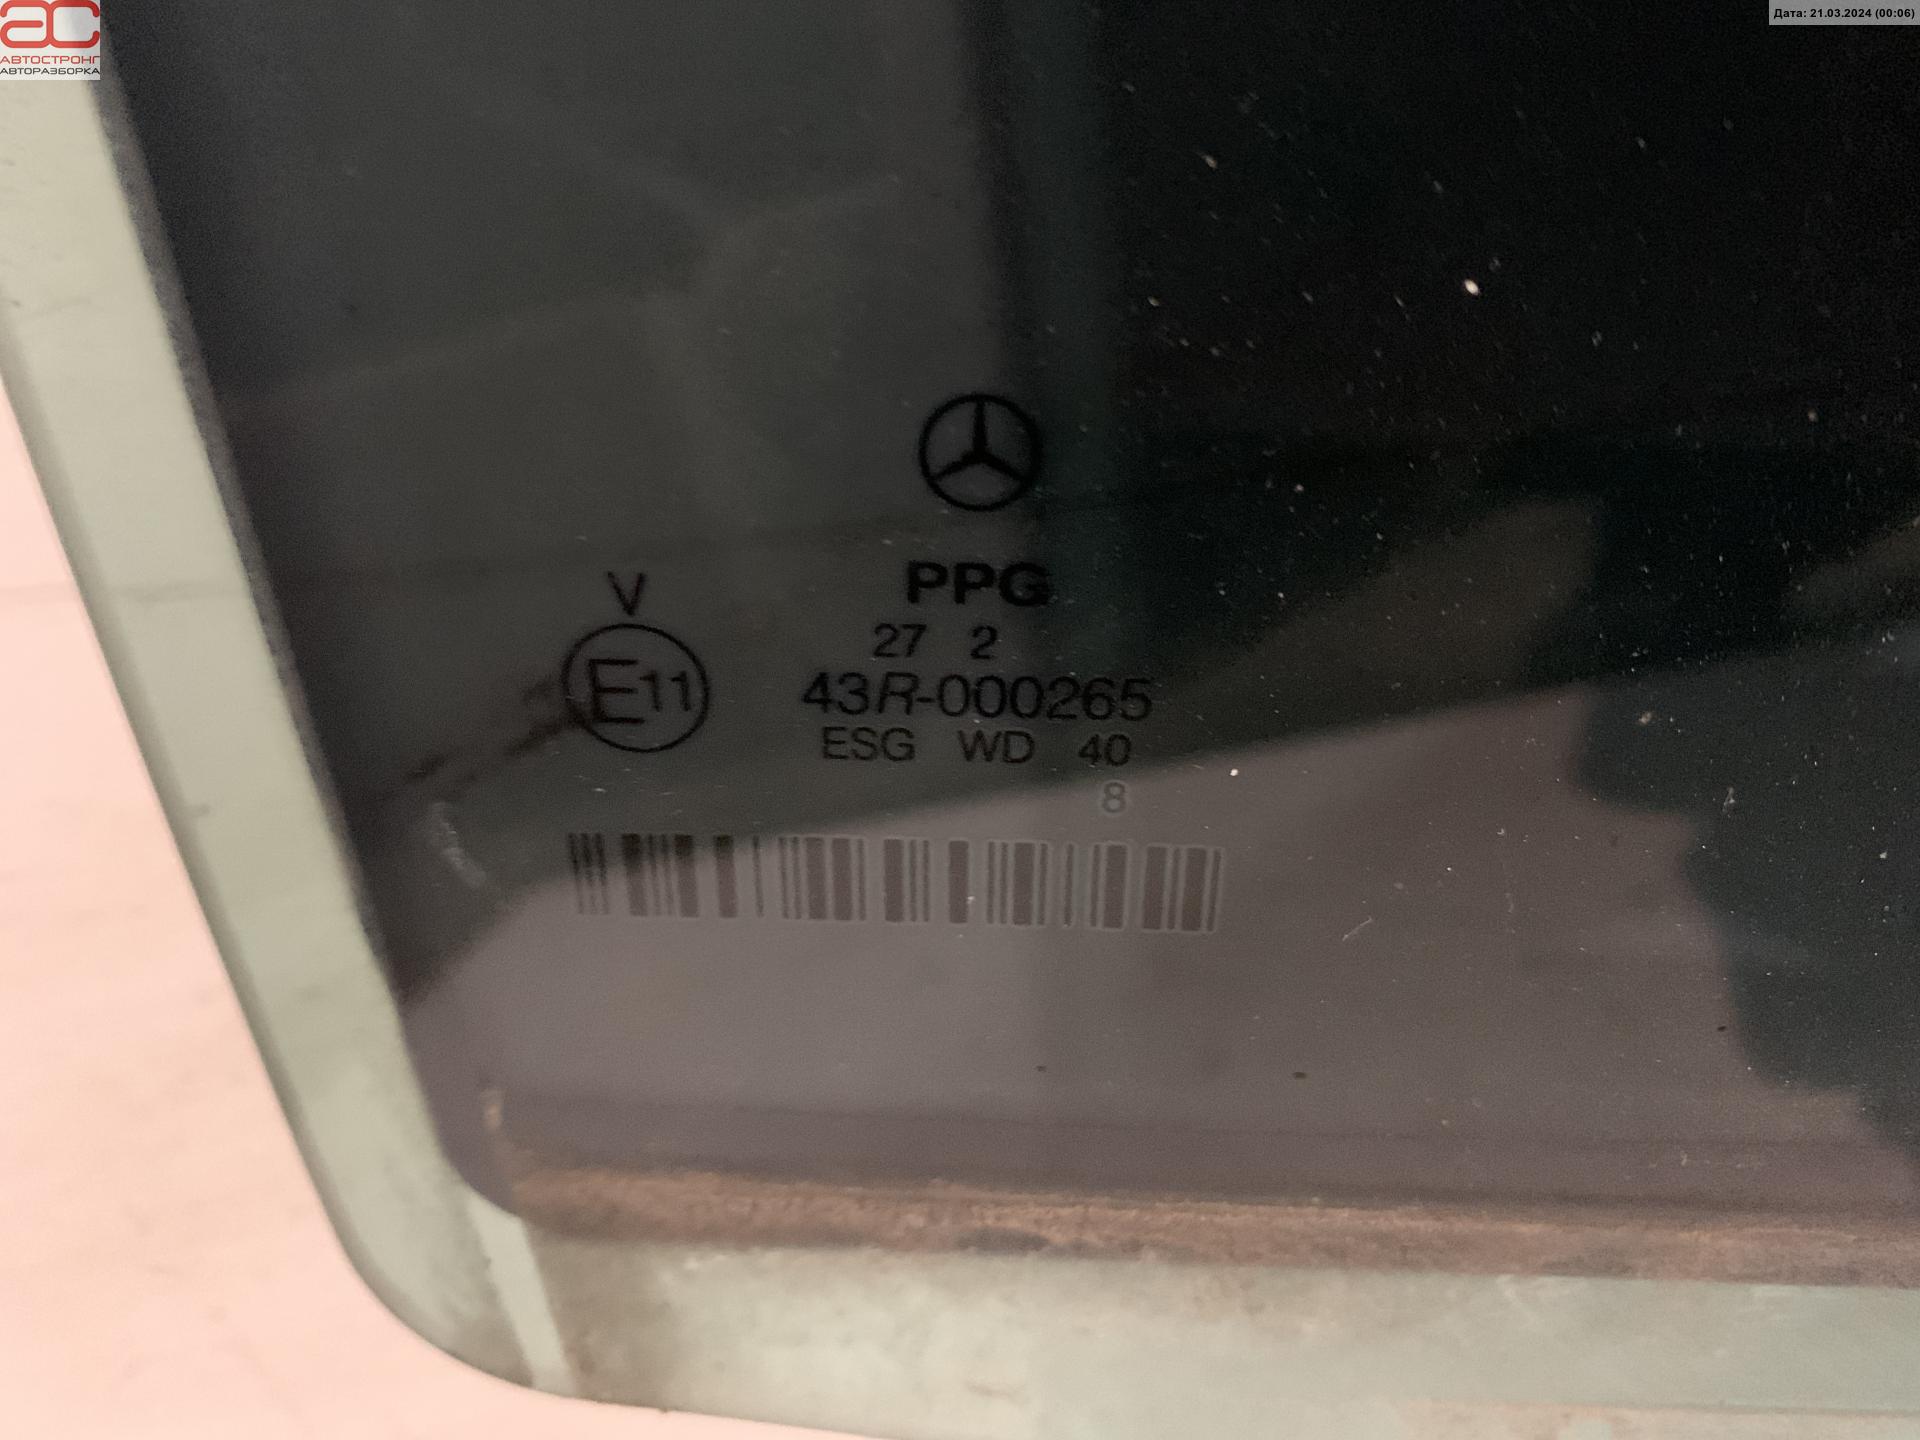 АВТОСТРОНГ
АВТОРАЗБОРКА
Дата: 21.03.2024 (00:06)
PPG
V
27 2
E11
43R-000265
ESG WD 40
8